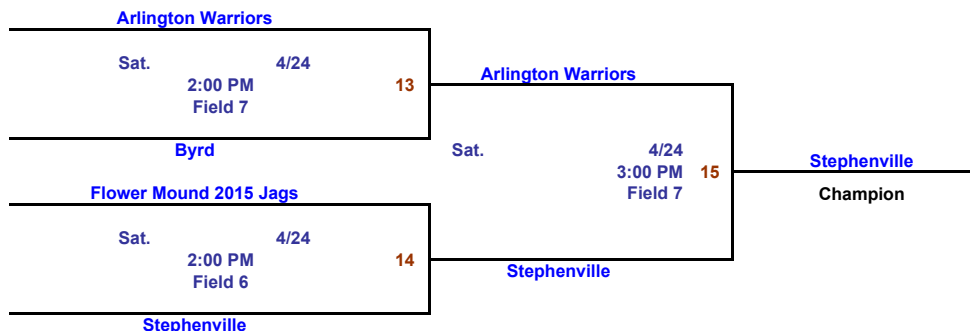 Arlington Warriors
Sat. 4/24
2:00 PM 13
Field 7
Byrd
Arlington Warriors
Sat. 4/24
3:00 PM 15
Field 7
Stephenville
Champion
Flower Mound 2015 Jags
Sat. 4/24
2:00 PM 14
Field 6
Stephenville
Stephenville